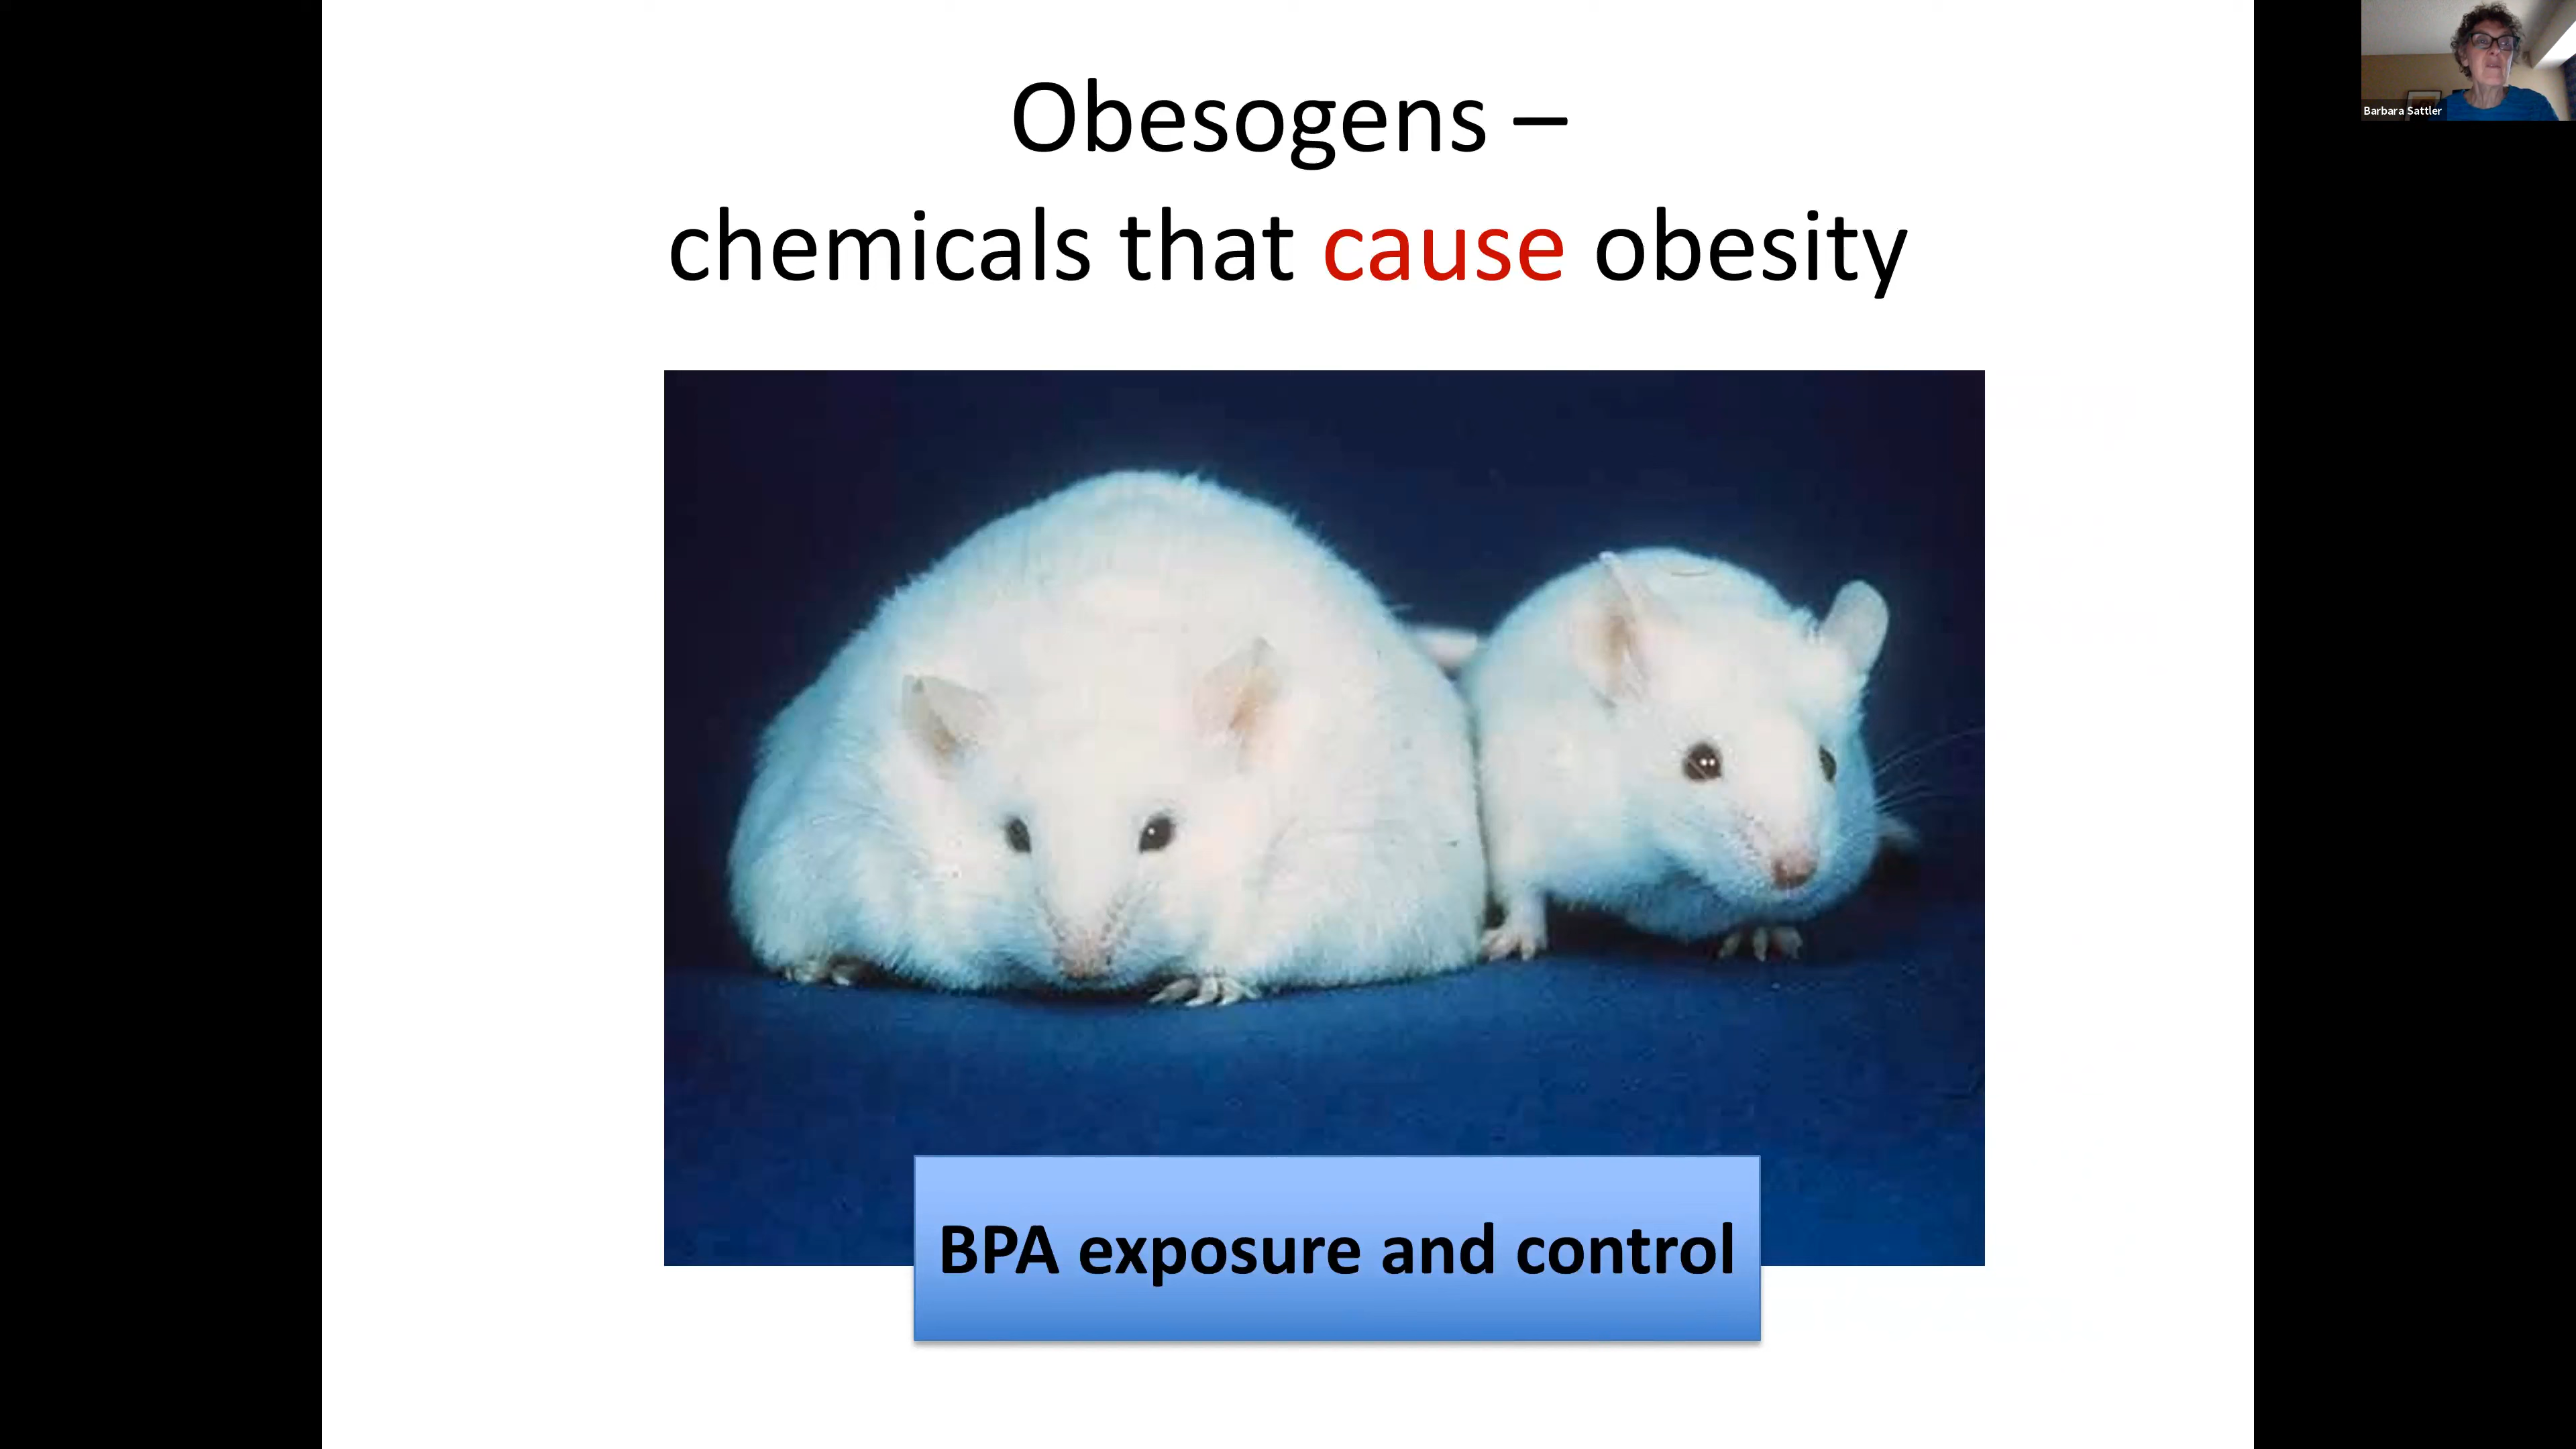 Obesogens –
chemicals that cause obesity
BPA exposure and control
Barbara Sattler